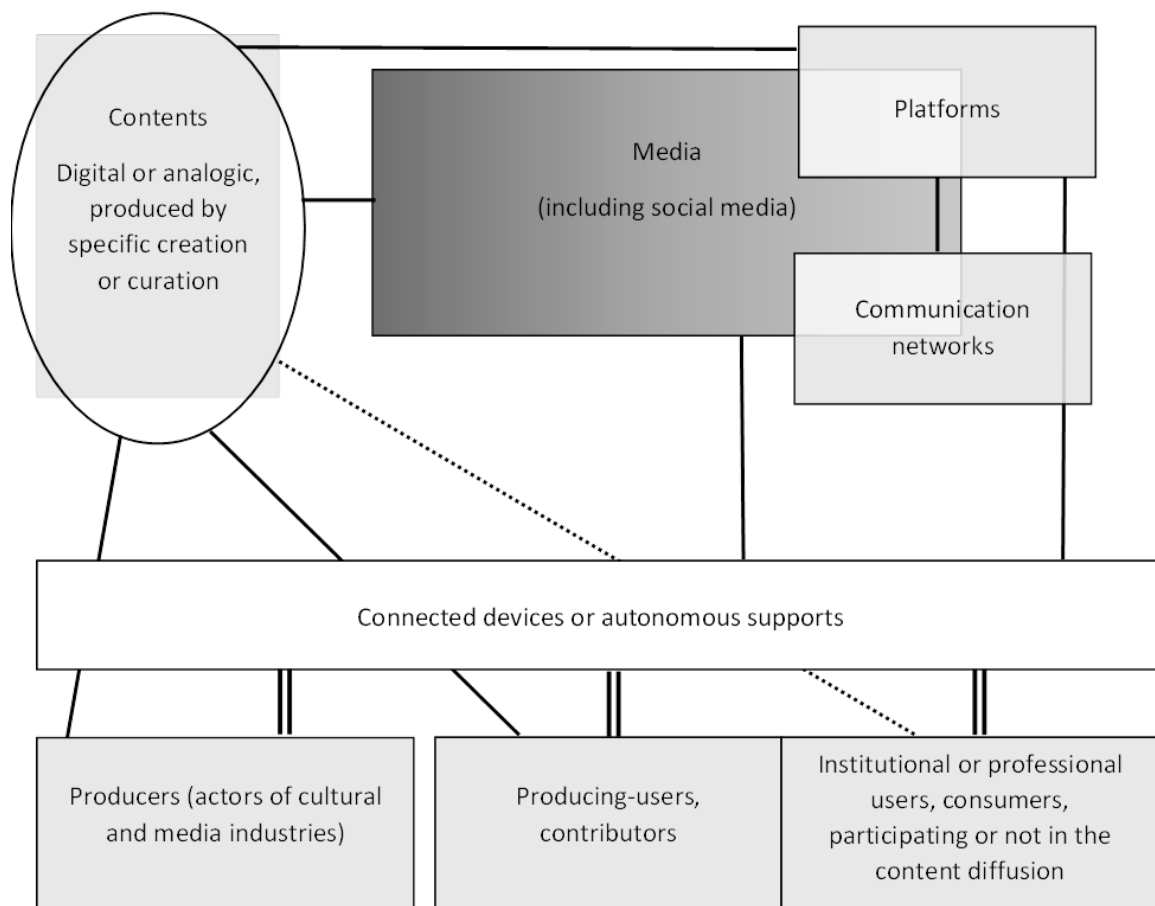 Contents
Digital or analogic,
produced by
specific creation
or curation
Media
(including social media)
Platforms
Communication
networks
Connected devices or autonomous supports
Producers (actors of cultural
and media industries)
Producing-users,
contributors
Institutional or professional
users, consumers,
participating or not in the
content diffusion